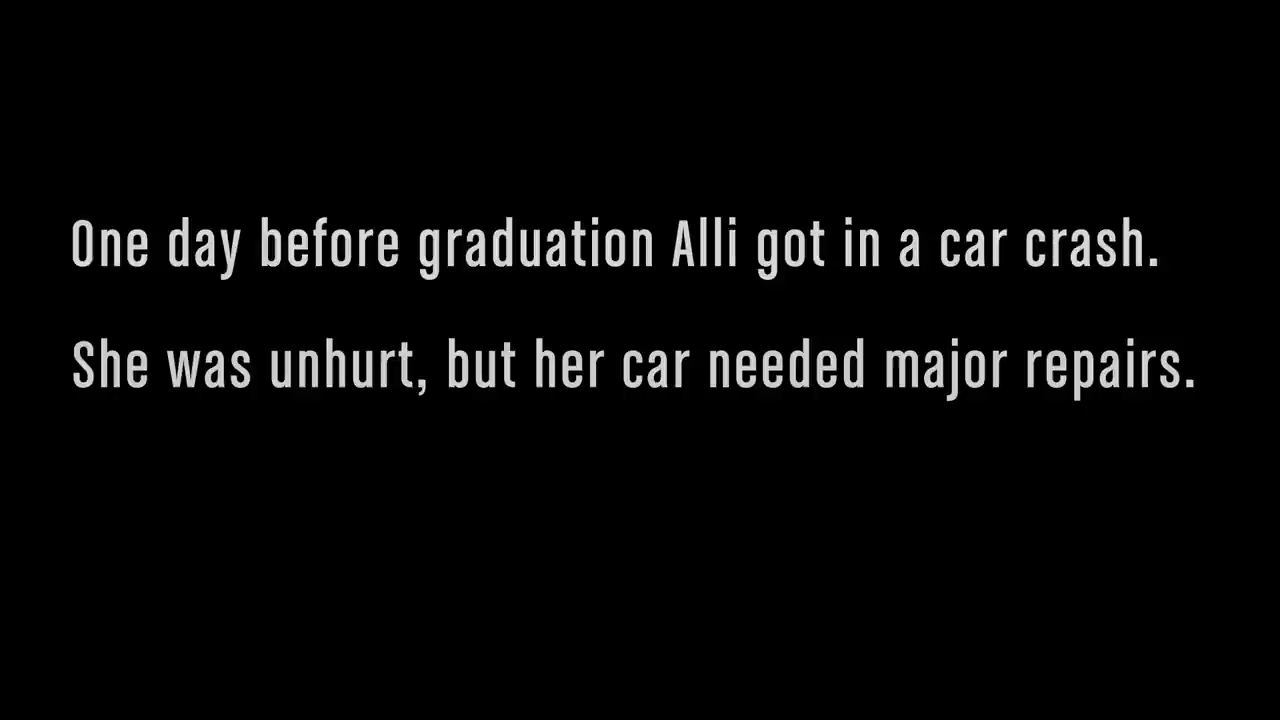 One day before graduation Alli got in a car crash.
She was unhurt, but her car needed major repairs.